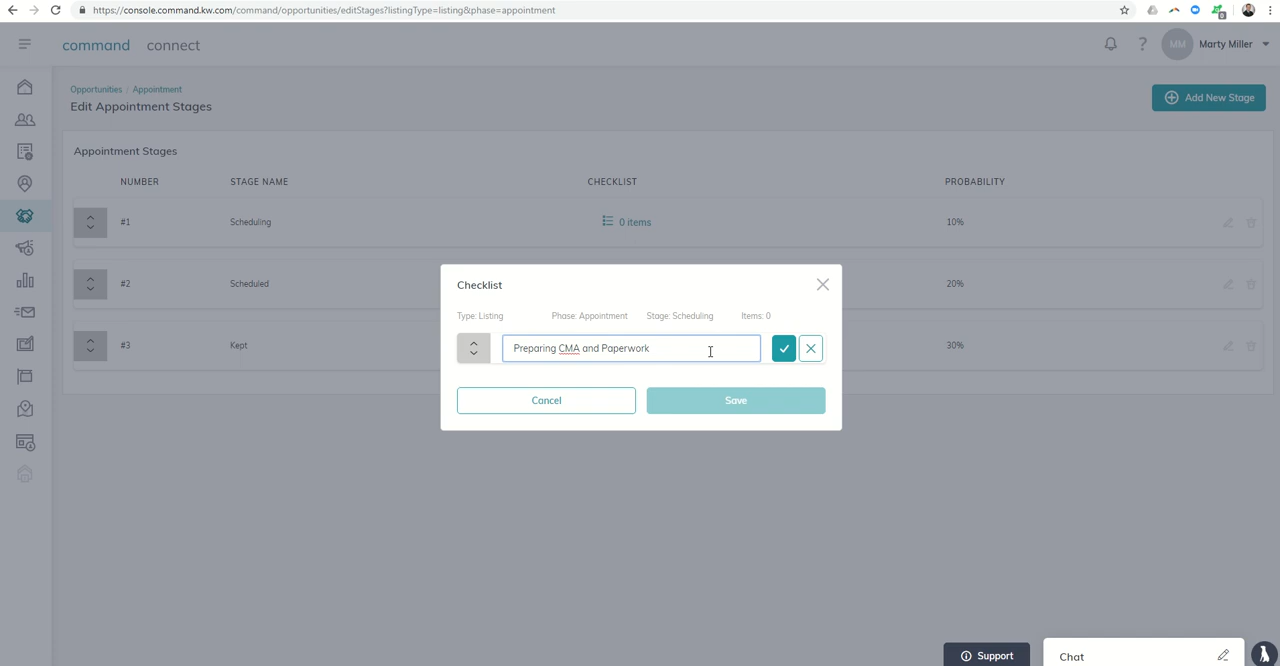 https://console.command.kw.com/command/opportunities/editStages?listingType=listing&phase=appointment
0
command connect
? MM Marty Miller
Opportunities / Appointment
Edit Appointment Stages
Add New Stage
Appointment Stages
NUMBER STAGE NAME CHECKLIST PROBABILITY
#1 Scheduling 0 items 10%
#2 Scheduled 20%
#3 Kept 30%
Checklist
Type: Listing Phase: Appointment Stage: Scheduling Items: 0
Preparing CMA and Paperwork
Cancel Save
Support Chat